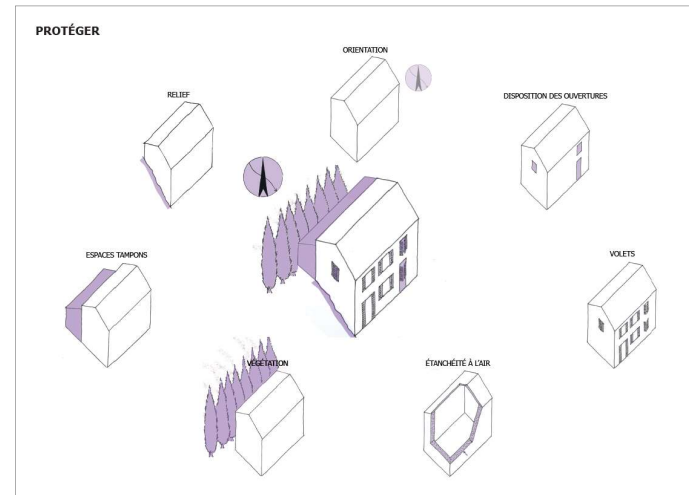 PROTÉGER
ORIENTATION
RELIEF
DISPOSITION DES OUVERTURES
ESPACES TAMPONS
VOLETS
VÉGÉTATION
ÉTANCHÉITÉ À L'AIR